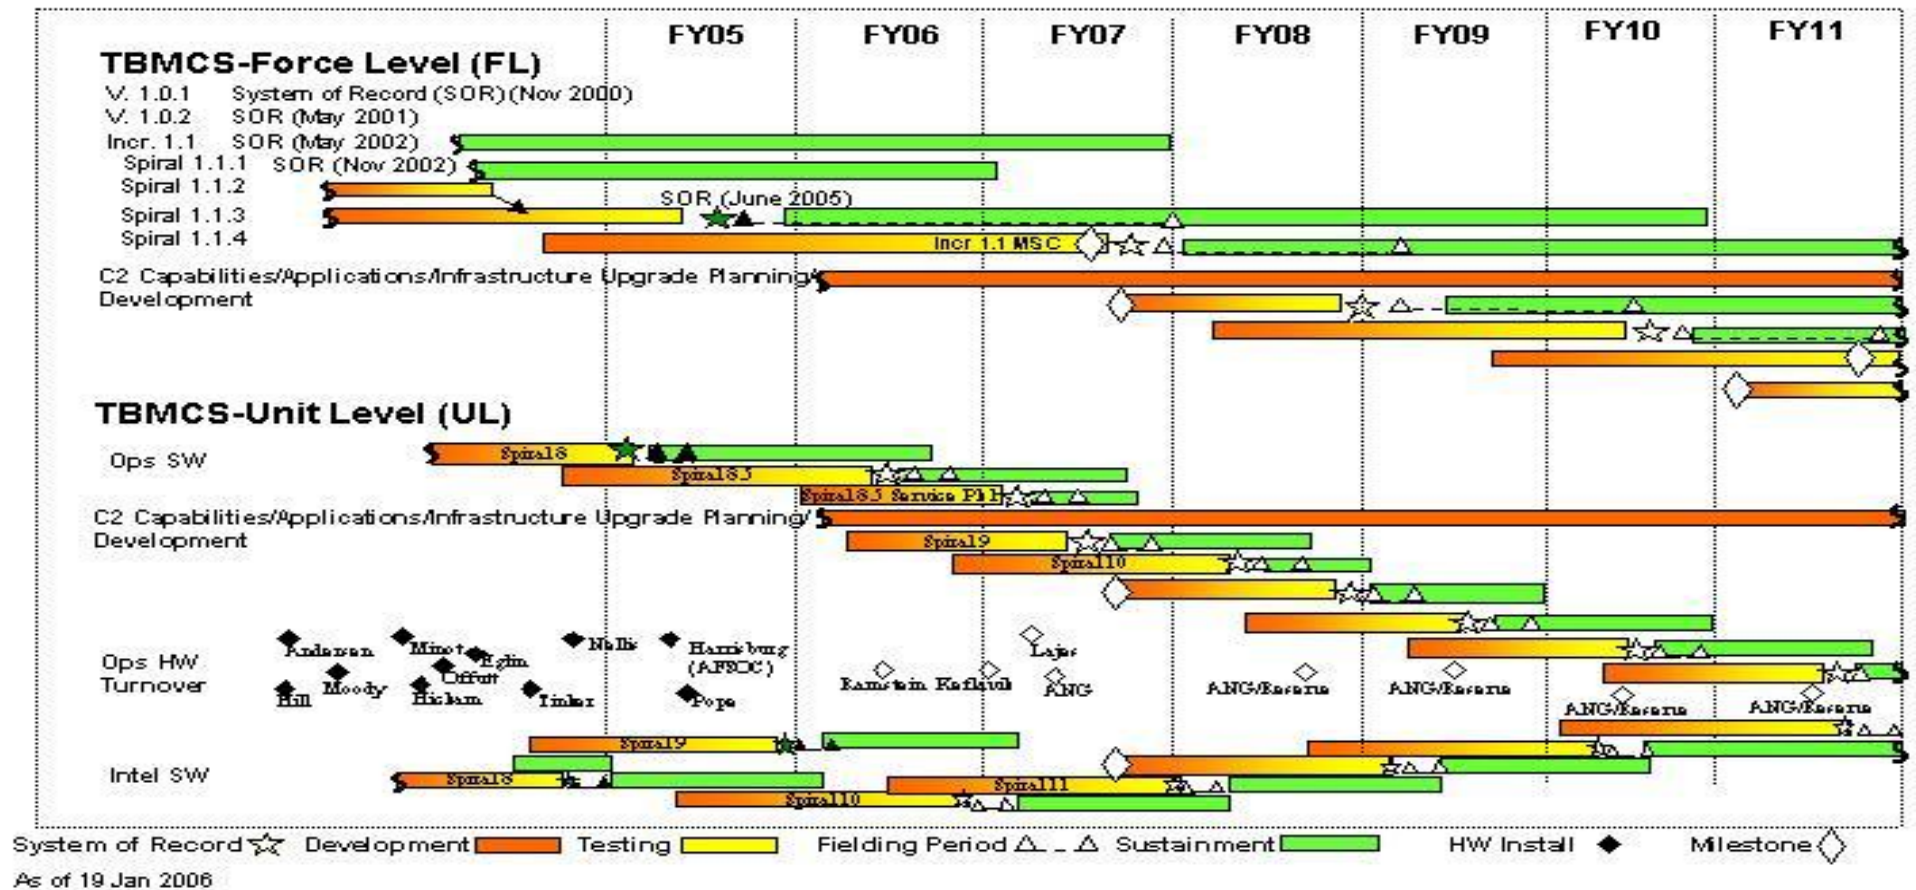 FY05 FY06 FY07 FY08 FY09 FY10 FY11
TBMCS-Force Level (FL)
V. 1.0.1 System of Record (SOR) (Nov 2000)
V. 1.0.2 SOR (May 2001)
Incr. 1.1 SOR (May 2002)
Spiral 1.1.1 SOR (Nov 2002)
Spiral 1.1.2
SOR (June 2005)
Spiral 1.1.3
Spiral 1.1.4
Incr 1.1 MSC
C2 Capabilities/Applications/Infrastructure Upgrade Planning/
Development
TBMCS-Unit Level (UL)
Ops SW
Spiral 8
Spiral 8.5
Spiral 8.5 Service Pk 1
C2 Capabilities/Applications/Infrastructure Upgrade Planning/
Development
Spiral 9
Spiral 10
Ops HW
Turnover
Andersen Minot Eglin Nellis Harrisburg
(AFSOC)
Lajes
Moody Offutt
Hill Hickam Tinker Pope
Ramstein Keflavik ANG
ANG/Reserve ANG/Reserve
ANG/Reserve ANG/Reserve
Intel SW
Spiral 9
Spiral 8
Spiral 11
Spiral 10
System of Record Development Testing Fielding Period Sustainment HW Install Milestone
As of 19 Jan 2006